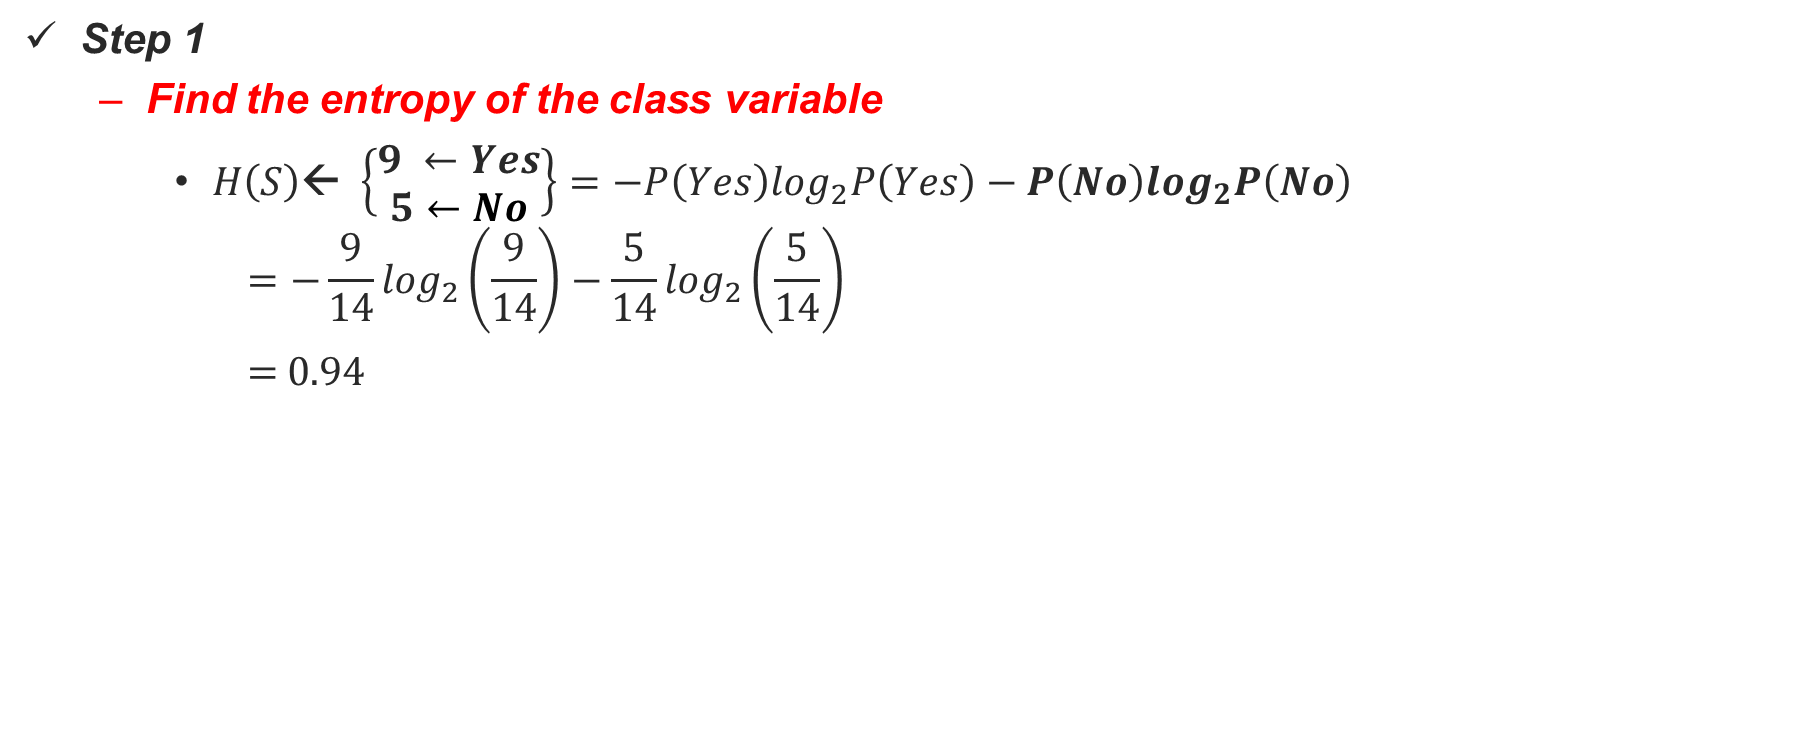 ✓ Step 1
– Find the entropy of the class variable
• H(S)← {9 ← Yes 5 ← No} = −P(Yes)log₂P(Yes) − P(No)log₂P(No)
= − 9/14 log₂ (9/14) − 5/14 log₂ (5/14)
= 0.94